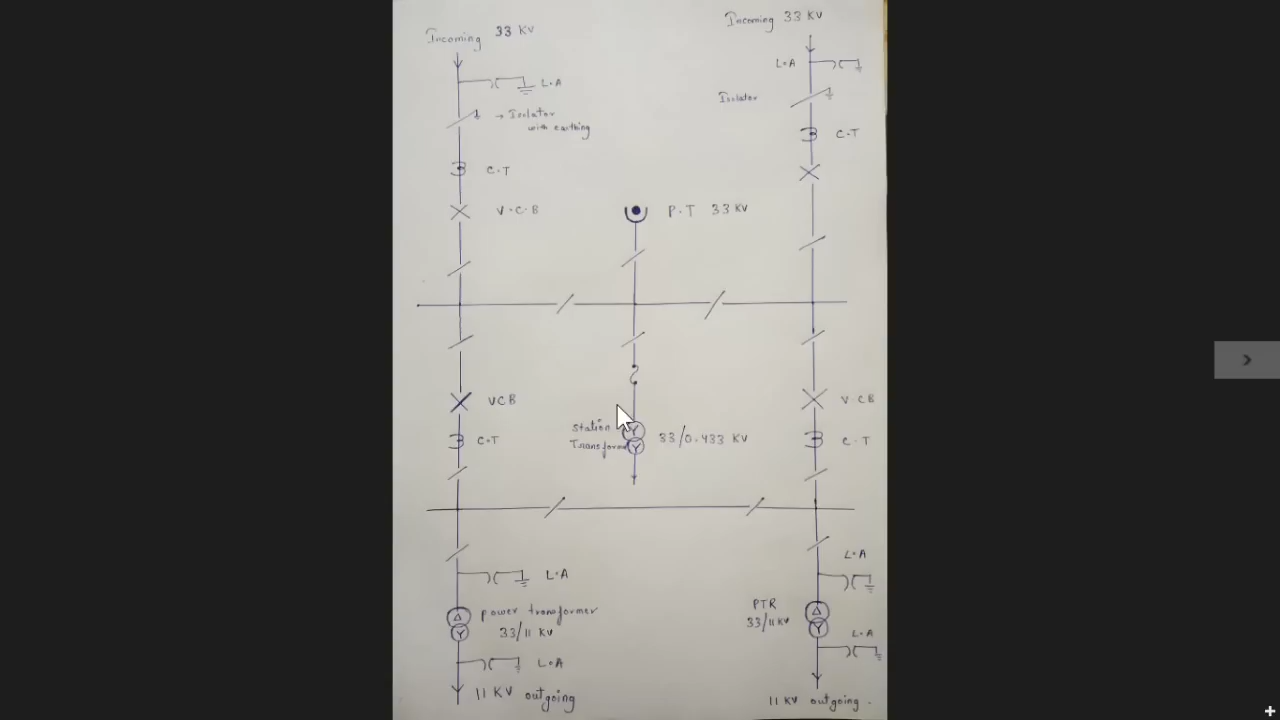 Incoming 33 KV
Incoming 33 KV
L·A
L·A
→ Isolator
with earthing
Isolator
C·T
C·T
V·C·B
P·T 33 KV
VCB
V·CB
C·T
C·T
Station
Transformer
33/0.433 KV
Y
Y
L·A
L·A
Δ
Y
power transformer
33/11 KV
PTR
33/11 KV
Δ
Y
L·A
L·A
11 KV outgoing
11 KV outgoing.